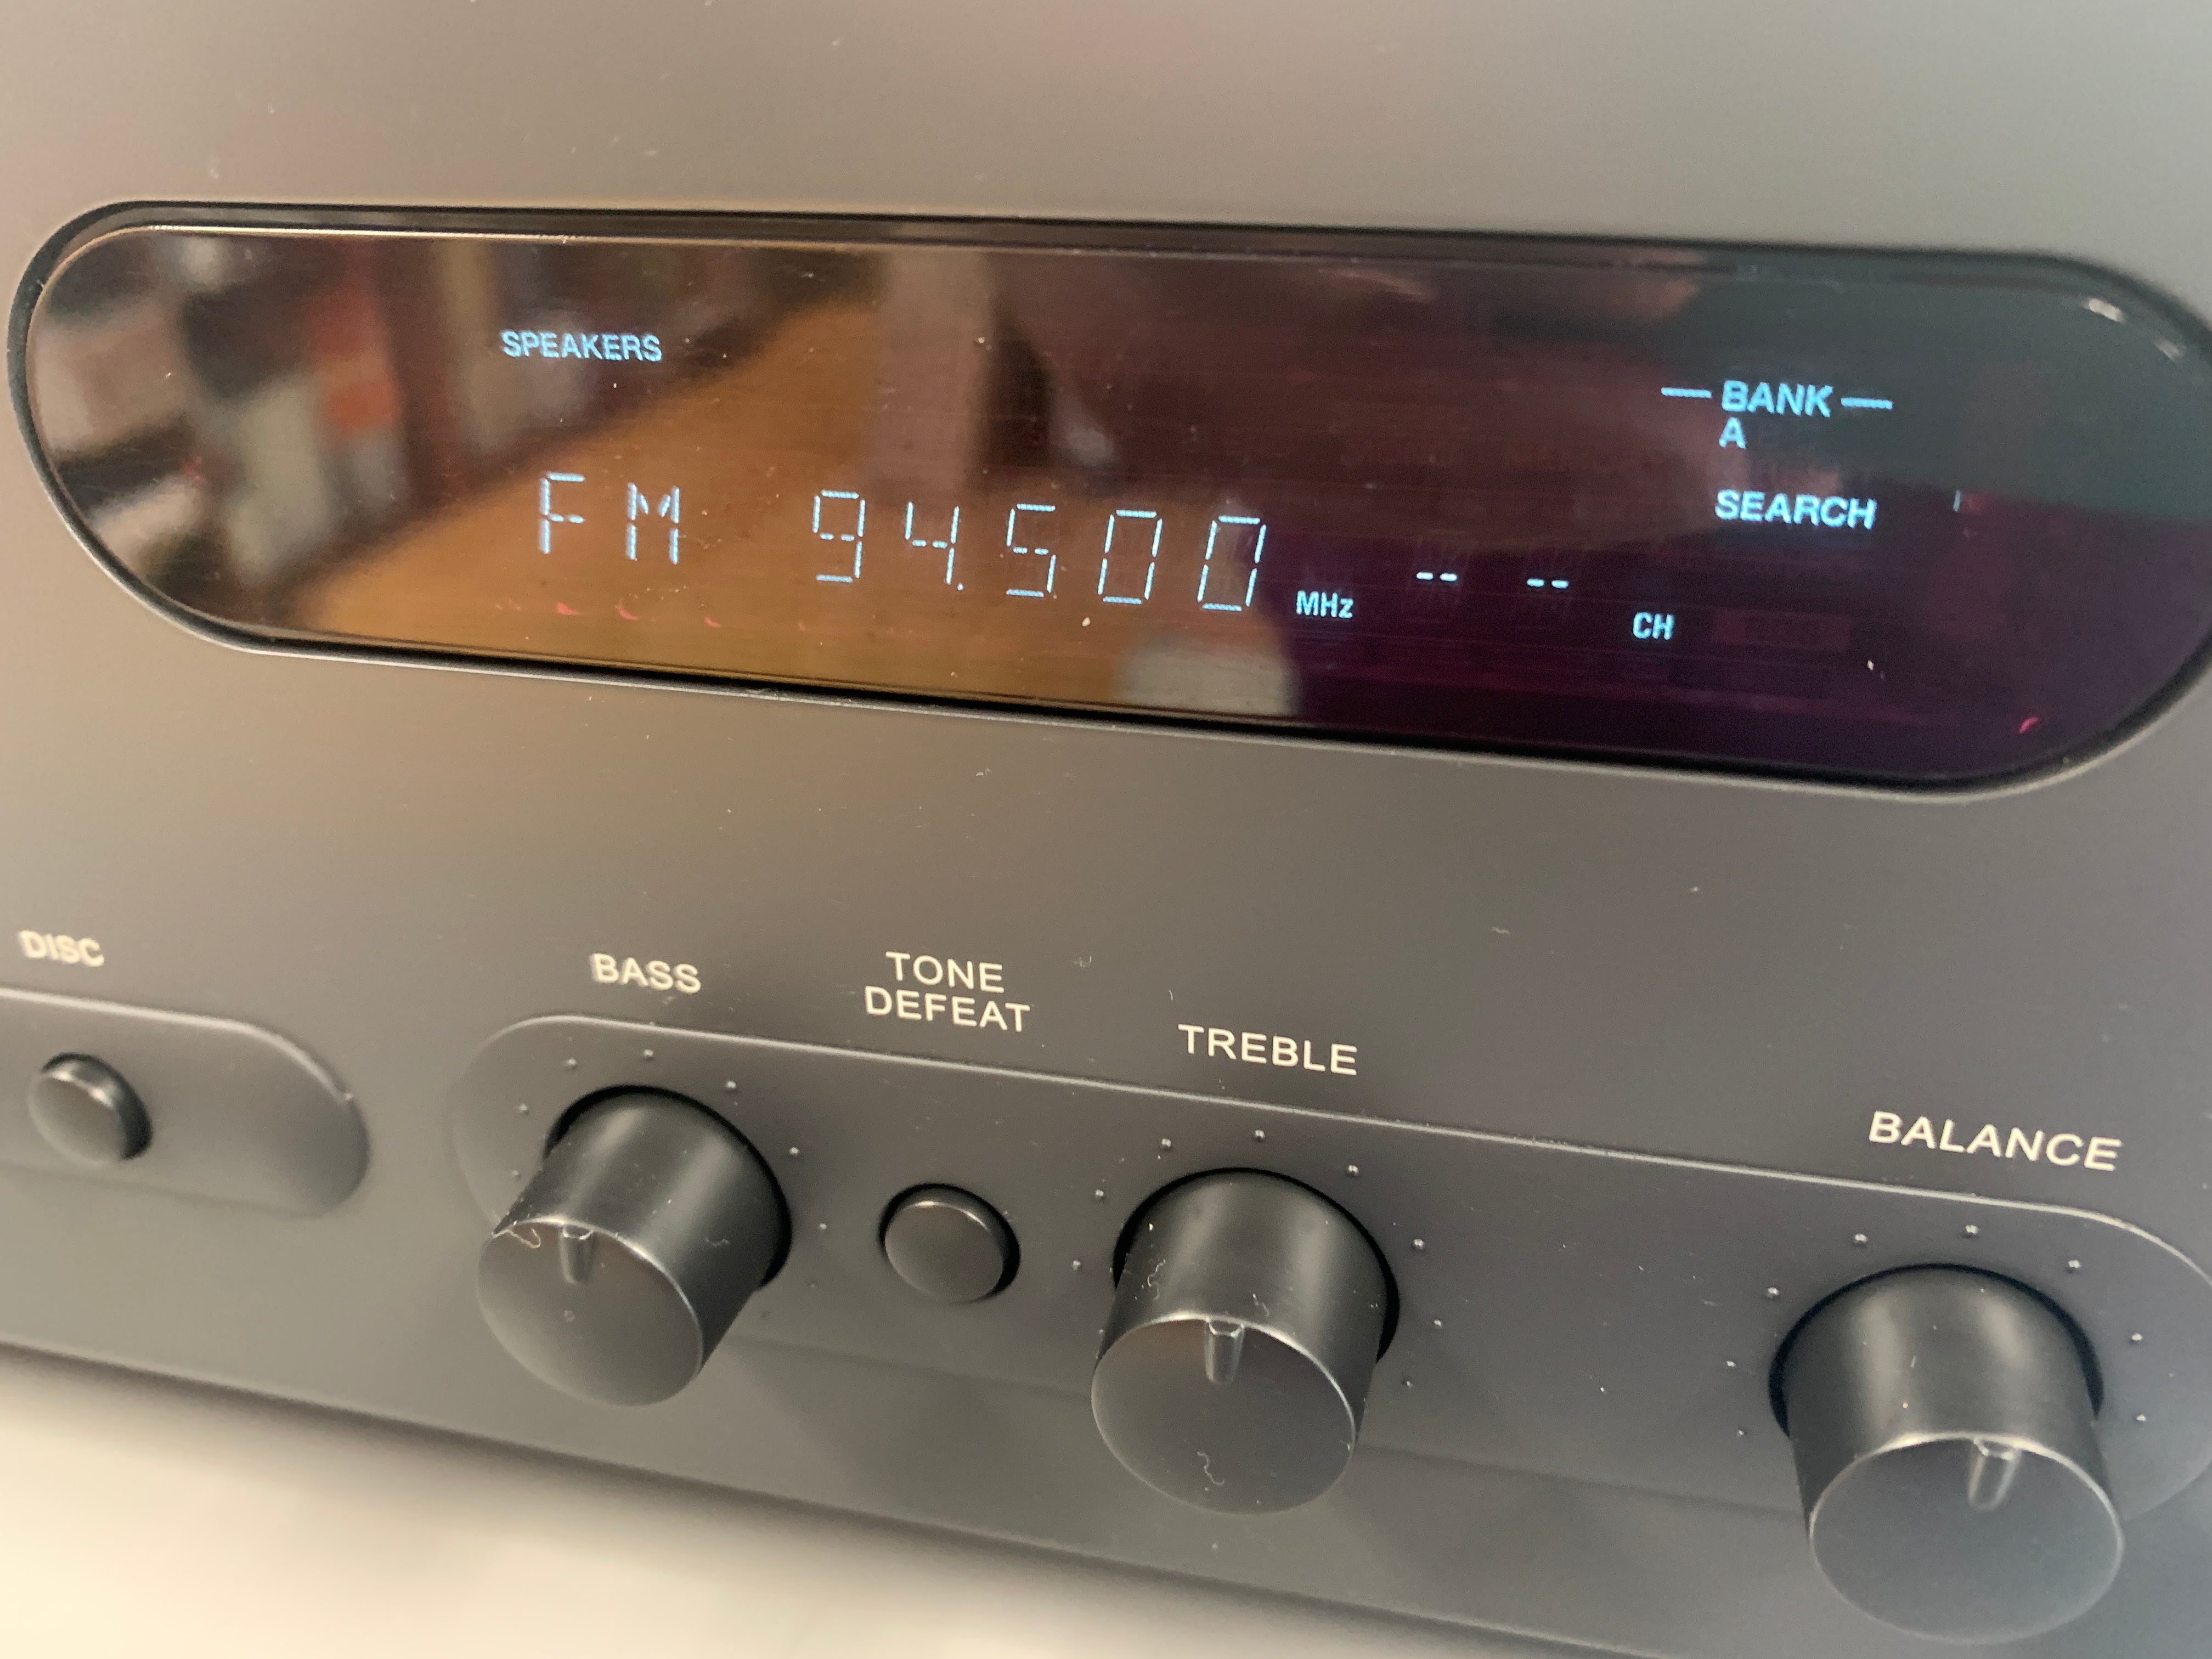 SPEAKERS
— BANK —
A
SEARCH
FM 94.500 MHz -- -- CH
DISC
BASS
TONE
DEFEAT
TREBLE
BALANCE